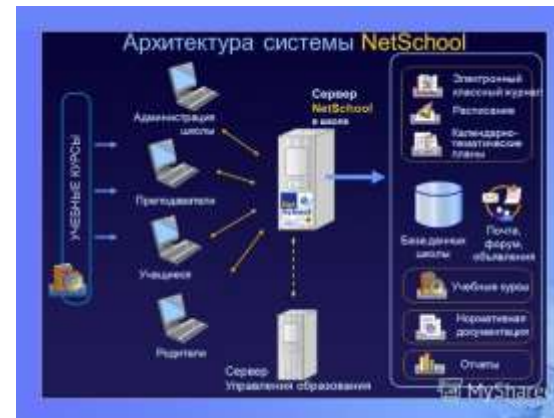 Архитектура системы NetSchool
УЧЕБНЫЕ КУРСЫ
Администрация
школы
Преподаватели
Учащиеся
Родители
Сервер
NetSchool
в школе
Сервер
Управления образования
Электронный
классный журнал
Расписание
Календарно-
тематические
планы
База данных
школы
Почта,
форум,
объявления
Учебные курсы
Нормативная
документация
Отчеты
MyShare